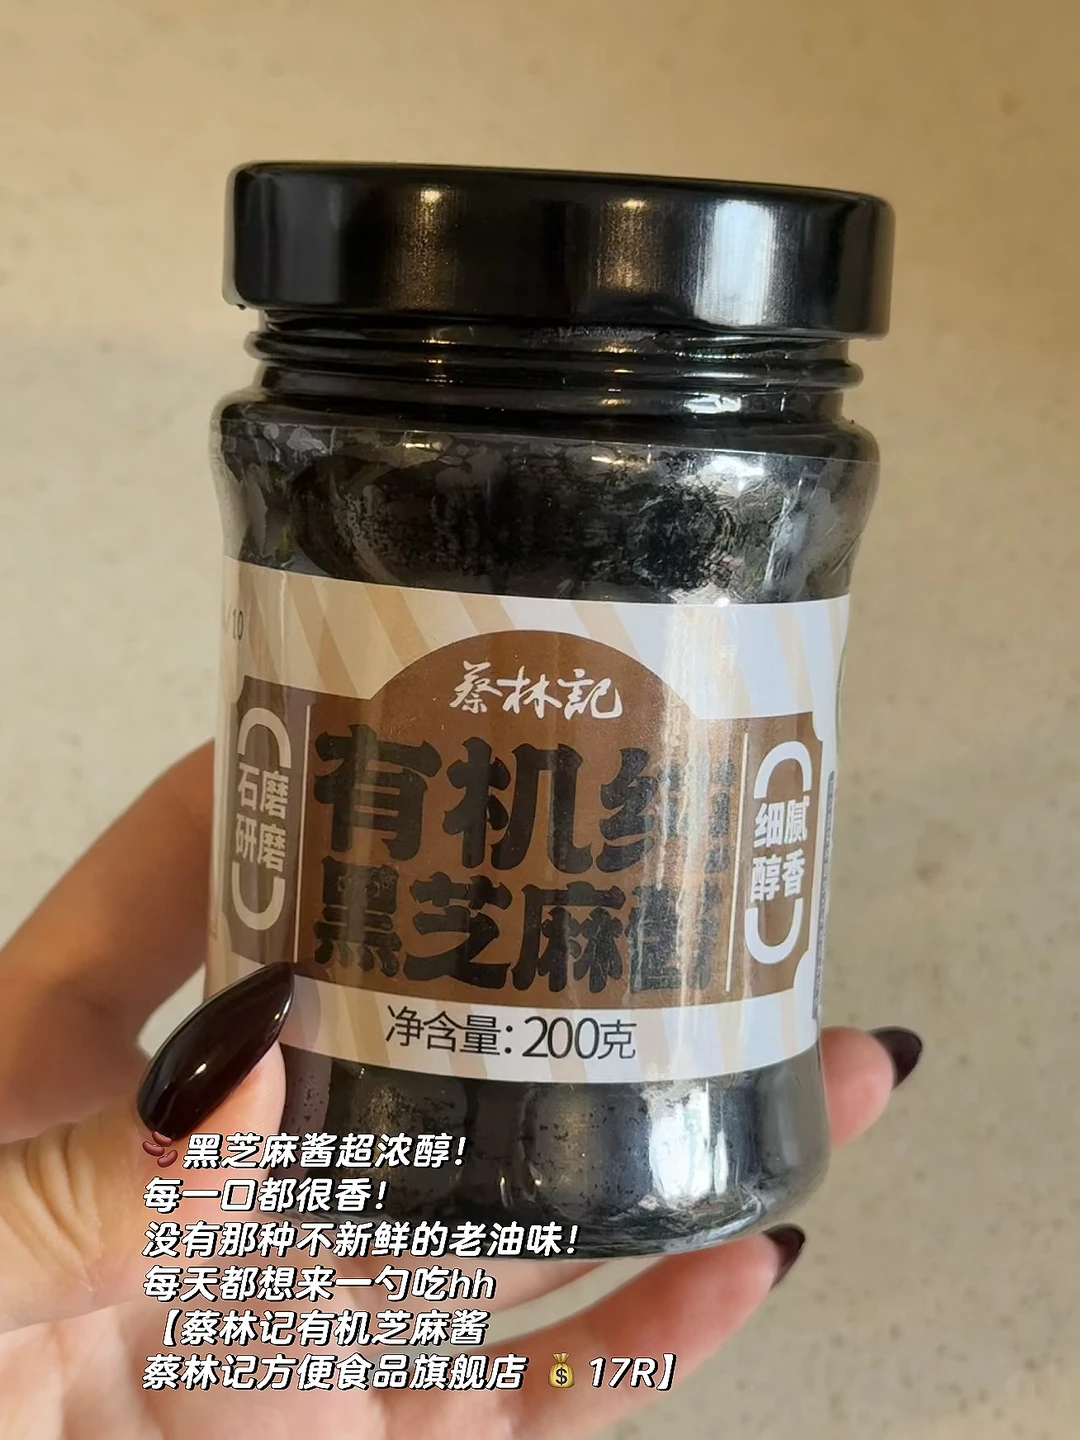 /10
蔡林記
石磨
研磨
有机纯
黑芝麻酱
细腻
醇香
净含量：200克
黑芝麻酱超浓醇！
每一口都很香！
没有那种不新鲜的老油味！
每天都想来一勺吃hh
【蔡林记有机芝麻酱
蔡林记方便食品旗舰店 💰 17R】